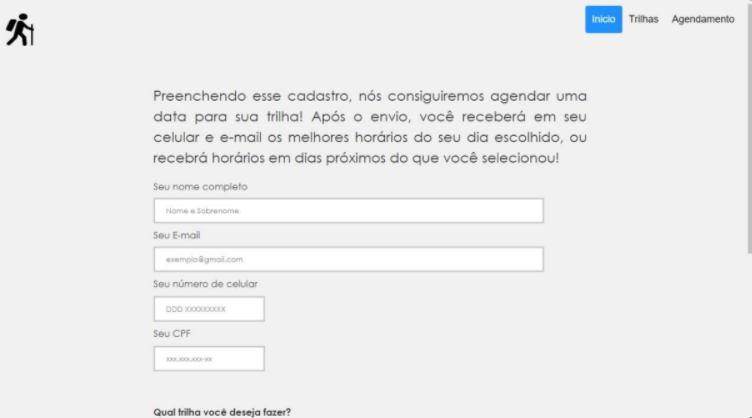 Início Trilhas Agendamento
Preenchendo esse cadastro, nós consiguiremos agendar uma
data para sua trilha! Após o envio, você receberá em seu
celular e e-mail os melhores horários do seu dia escolhido, ou
recebrá horários em dias próximos do que você selecionou!
Seu nome completo
Nome e Sobrenome
Seu E-mail
exemplo@gmail.com
Seu número de celular
DDD XXXXXXXXX
Seu CPF
xxx.xxx.xxx-xx
Qual trilha você deseja fazer?